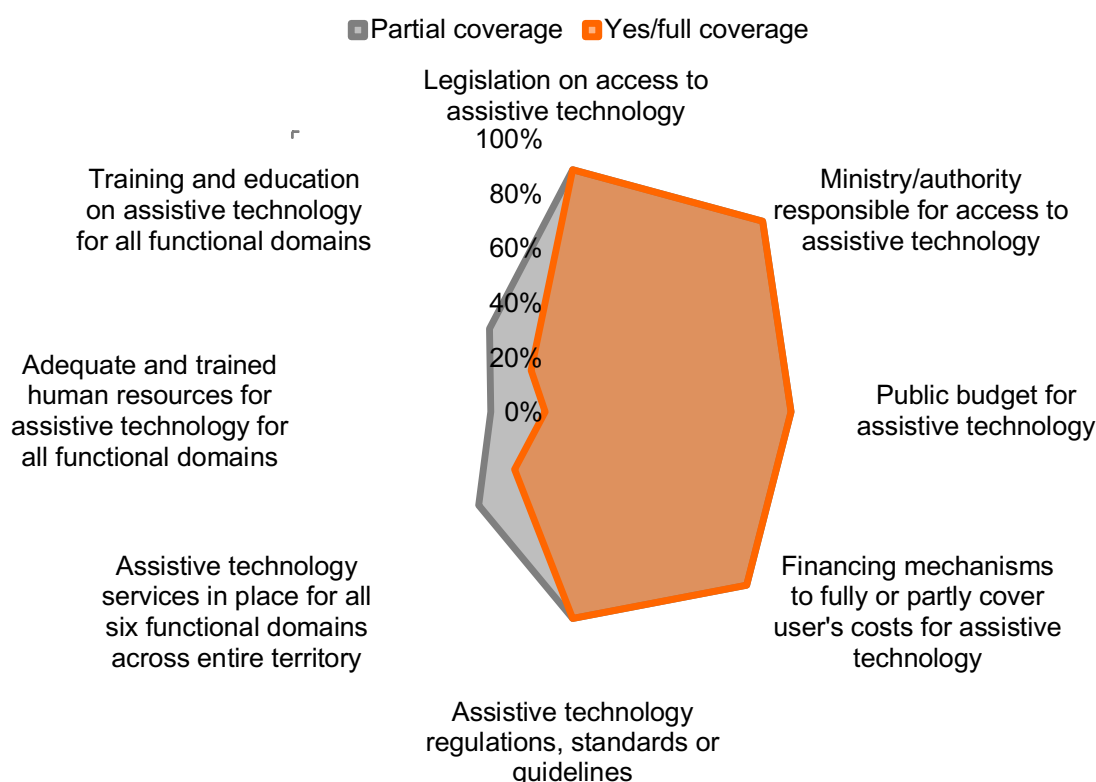 Partial coverage
Yes/full coverage
Legislation on access to
assistive technology
100%
80%
60%
40%
20%
0%
Ministry/authority
responsible for access to
assistive technology
Public budget for
assistive technology
Financing mechanisms
to fully or partly cover
user's costs for assistive
technology
Assistive technology
regulations, standards or
guidelines
Assistive technology
services in place for all
six functional domains
across entire territory
Adequate and trained
human resources for
assistive technology for
all functional domains
Training and education
on assistive technology
for all functional domains